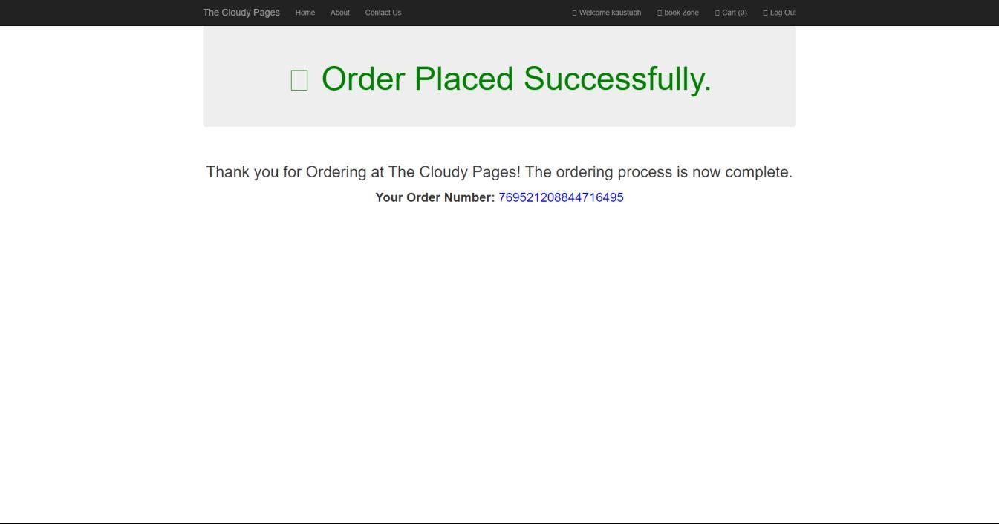 The Cloudy Pages Home About Contact Us Welcome kaustubh book Zone Cart (0) Log Out
Order Placed Successfully.
Thank you for Ordering at The Cloudy Pages! The ordering process is now complete.
Your Order Number: 769521208844716495